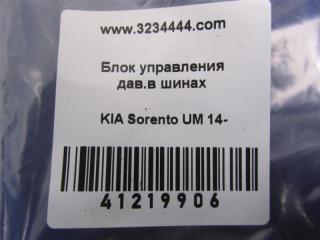 www.3234444.com
Блок управления
дав.в шинах
KIA Sorento UM 14-
41219906